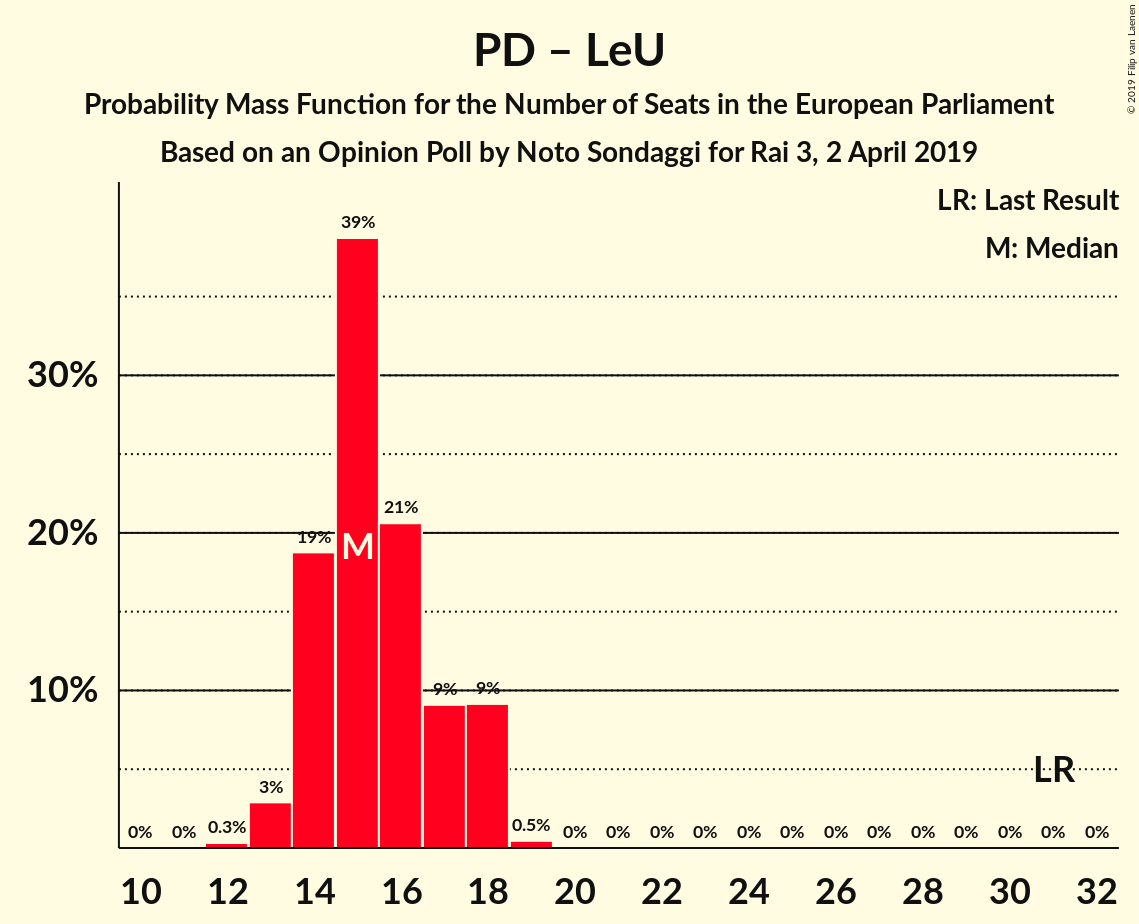 © 2019 Filip van Laenen
PD – LeU
Probability Mass Function for the Number of Seats in the European Parliament
Based on an Opinion Poll by Noto Sondaggi for Rai 3, 2 April 2019
LR: Last Result
M: Median
30%
20%
10%
0% 0% 0.3% 3% 19% 39% 21% 9% 9% 0.5% 0% 0% 0% 0% 0% 0% 0% 0% 0% 0% 0% 0% 0%
M
LR
10 12 14 16 18 20 22 24 26 28 30 32